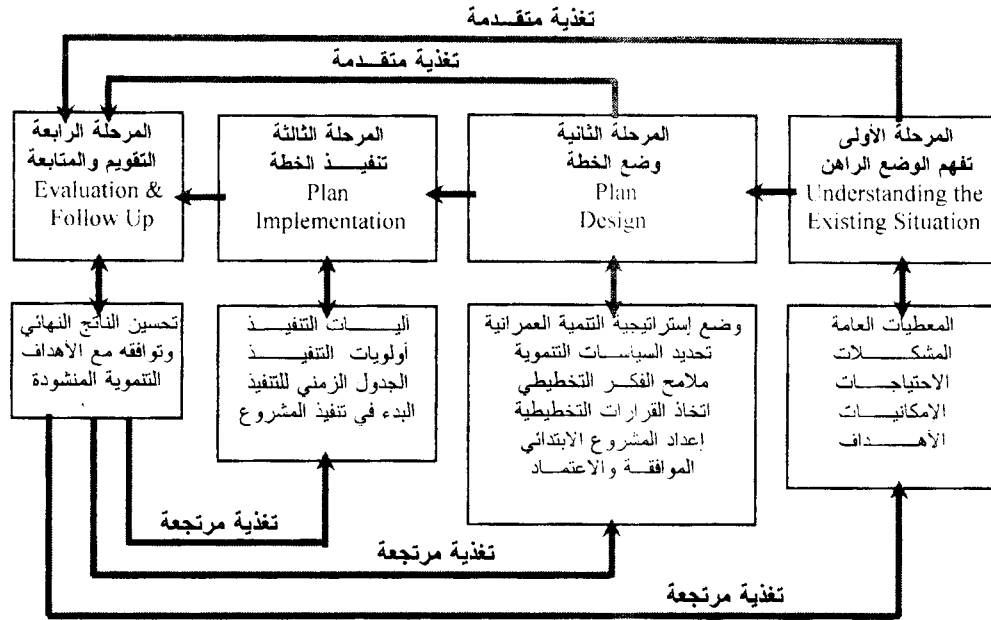 تغذية متقدمة
تغذية متقدمة
المرحلة الأولى
تفهم الوضع الراهن
Understanding the
Existing Situation
المرحلة الثانية
وضع الخطة
Plan
Design
المرحلة الثالثة
تنفيذ الخطة
Plan
Implementation
المرحلة الرابعة
التقويم والمتابعة
Evaluation &
Follow Up
المعطيات العامة
المشكلات
الاحتياجات
الامكانيات
الأهداف
وضع إستراتيجية التنمية العمرانية
تحديد السياسات التنموية
ملامح الفكر التخطيطي
اتخاذ القرارات التخطيطية
إعداد المشروع الابتدائي
الموافقة والاعتماد
آليات التنفيذ
أولويات التنفيذ
الجدول الزمني للتنفيذ
البدء في تنفيذ المشروع
تحسين الناتج النهائي
وتوافقه مع الأهداف
التنموية المنشودة
تغذية مرتجعة
تغذية مرتجعة
تغذية مرتجعة